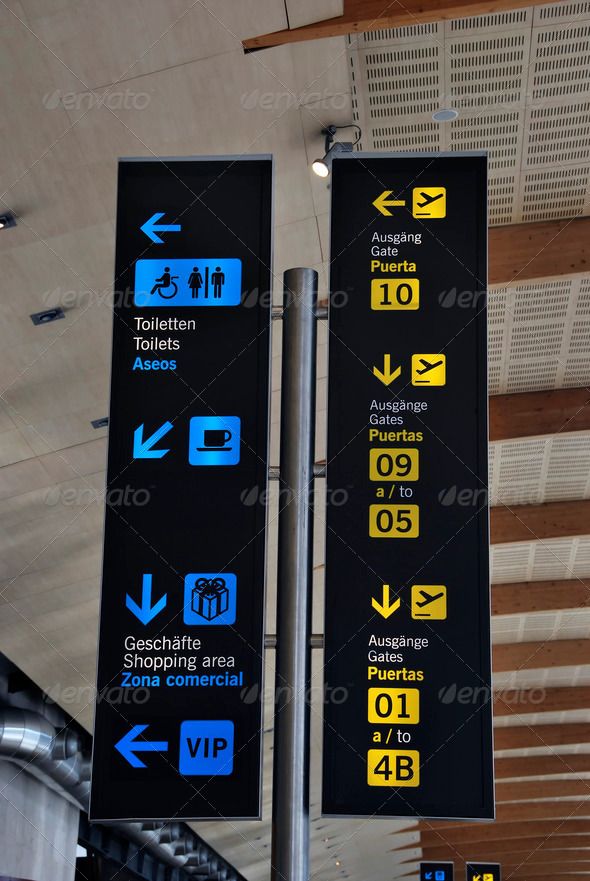 Toiletten
Toilets
Aseos
Geschäfte
Shopping area
Zona comercial
VIP
Ausgäng
Gate
Puerta
10
Ausgänge
Gates
Puertas
09
a / to
05
Ausgänge
Gates
Puertas
01
a / to
4B
envato